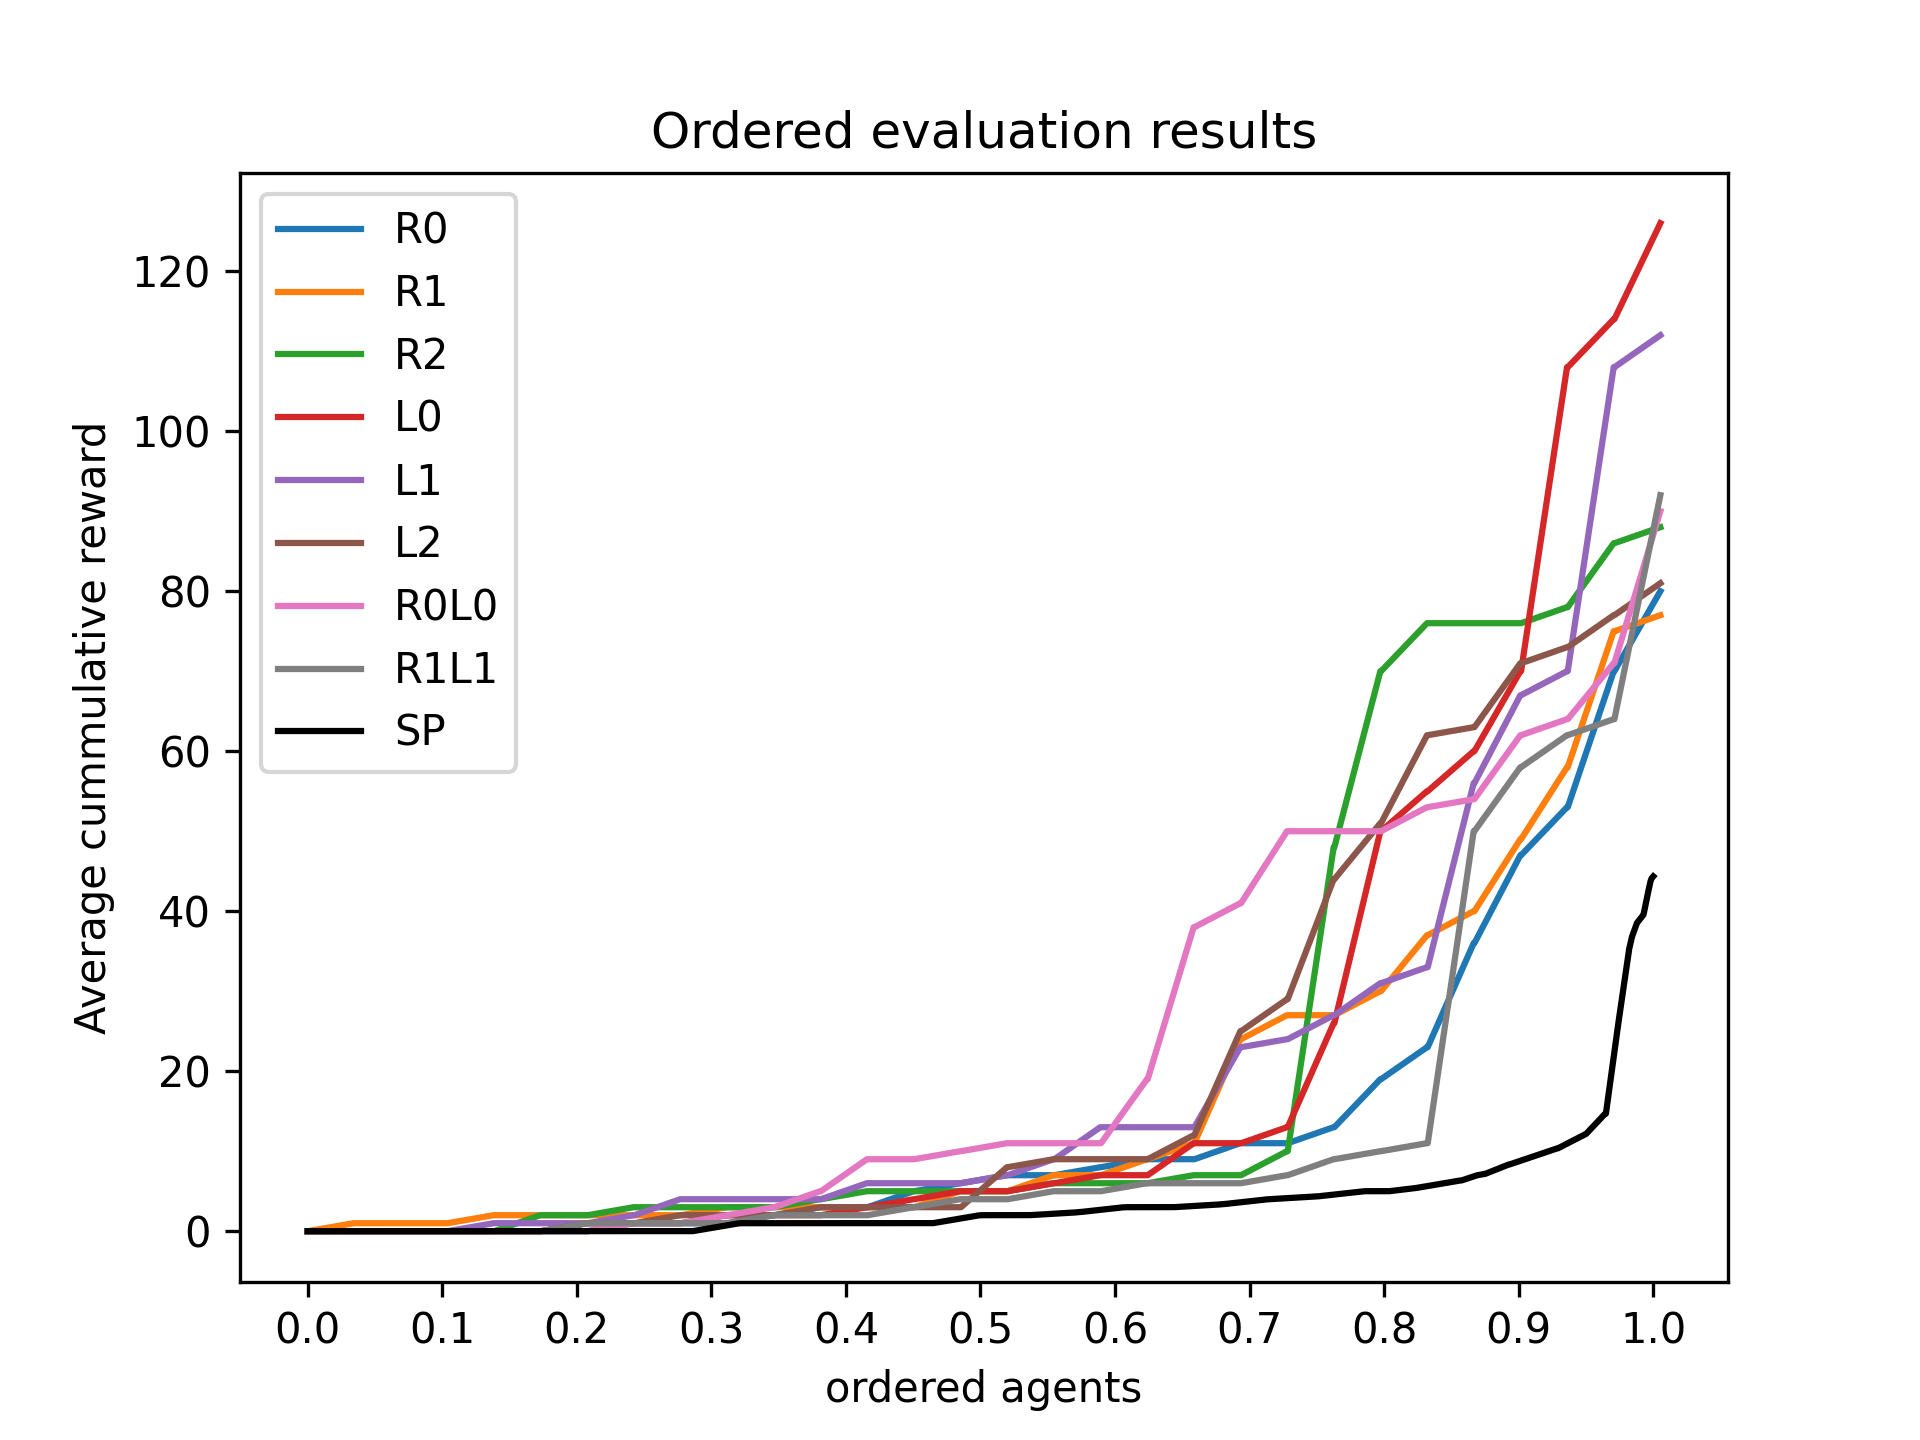 Ordered evaluation results
Average cummulative reward
120
100
80
60
40
20
0
R0
R1
R2
L0
L1
L2
R0L0
R1L1
SP
0.0 0.1 0.2 0.3 0.4 0.5 0.6 0.7 0.8 0.9 1.0
ordered agents